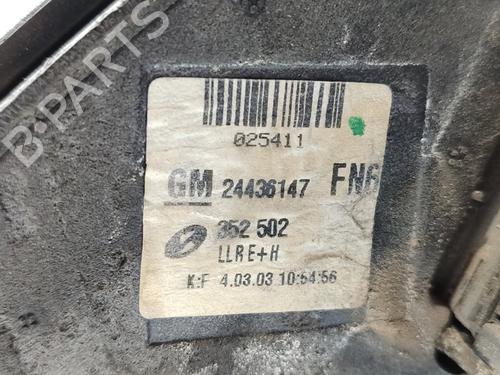 B-PARTS
025411
GM 24436147 FN6
352 502
LLRE+H
K:F 4.03.03 10:54:56